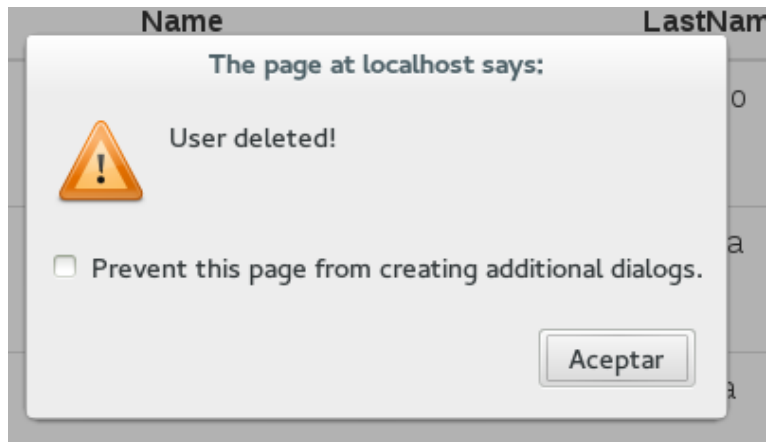 Name LastNam
The page at localhost says:
o
User deleted!
a
Prevent this page from creating additional dialogs.
Aceptar
a